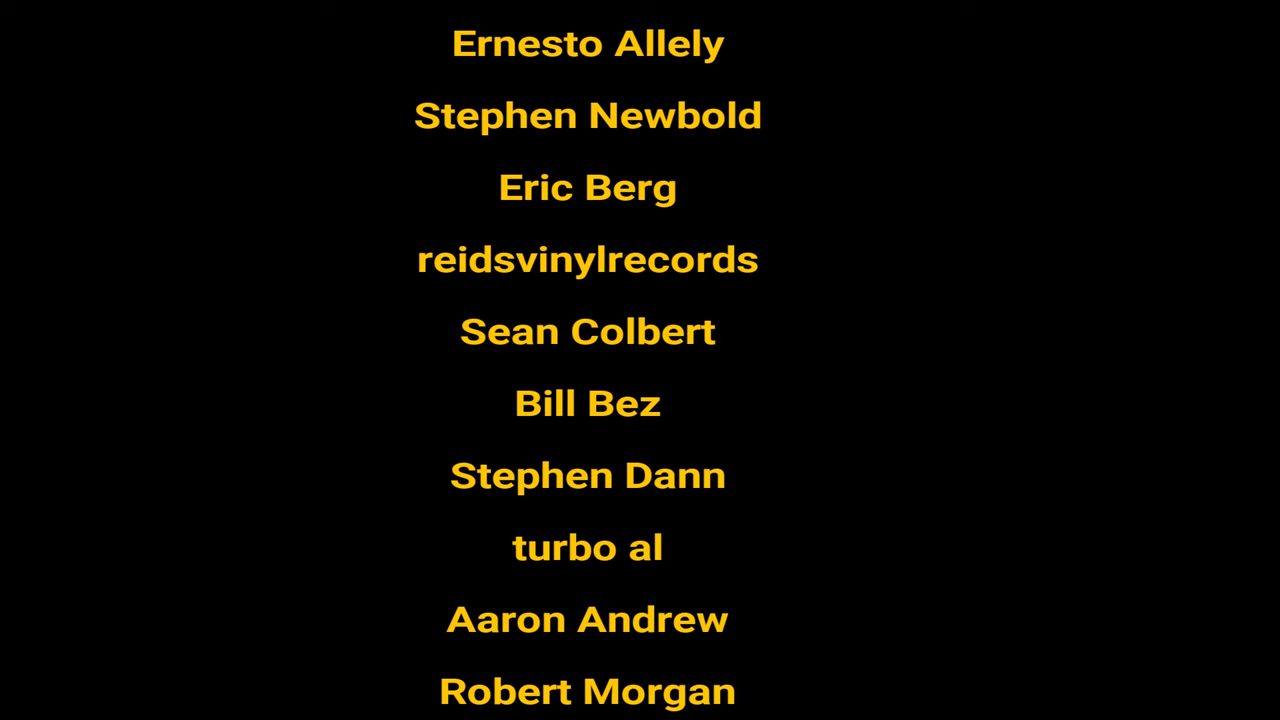 Ernesto Allely
Stephen Newbold
Eric Berg
reidsvinylrecords
Sean Colbert
Bill Bez
Stephen Dann
turbo al
Aaron Andrew
Robert Morgan